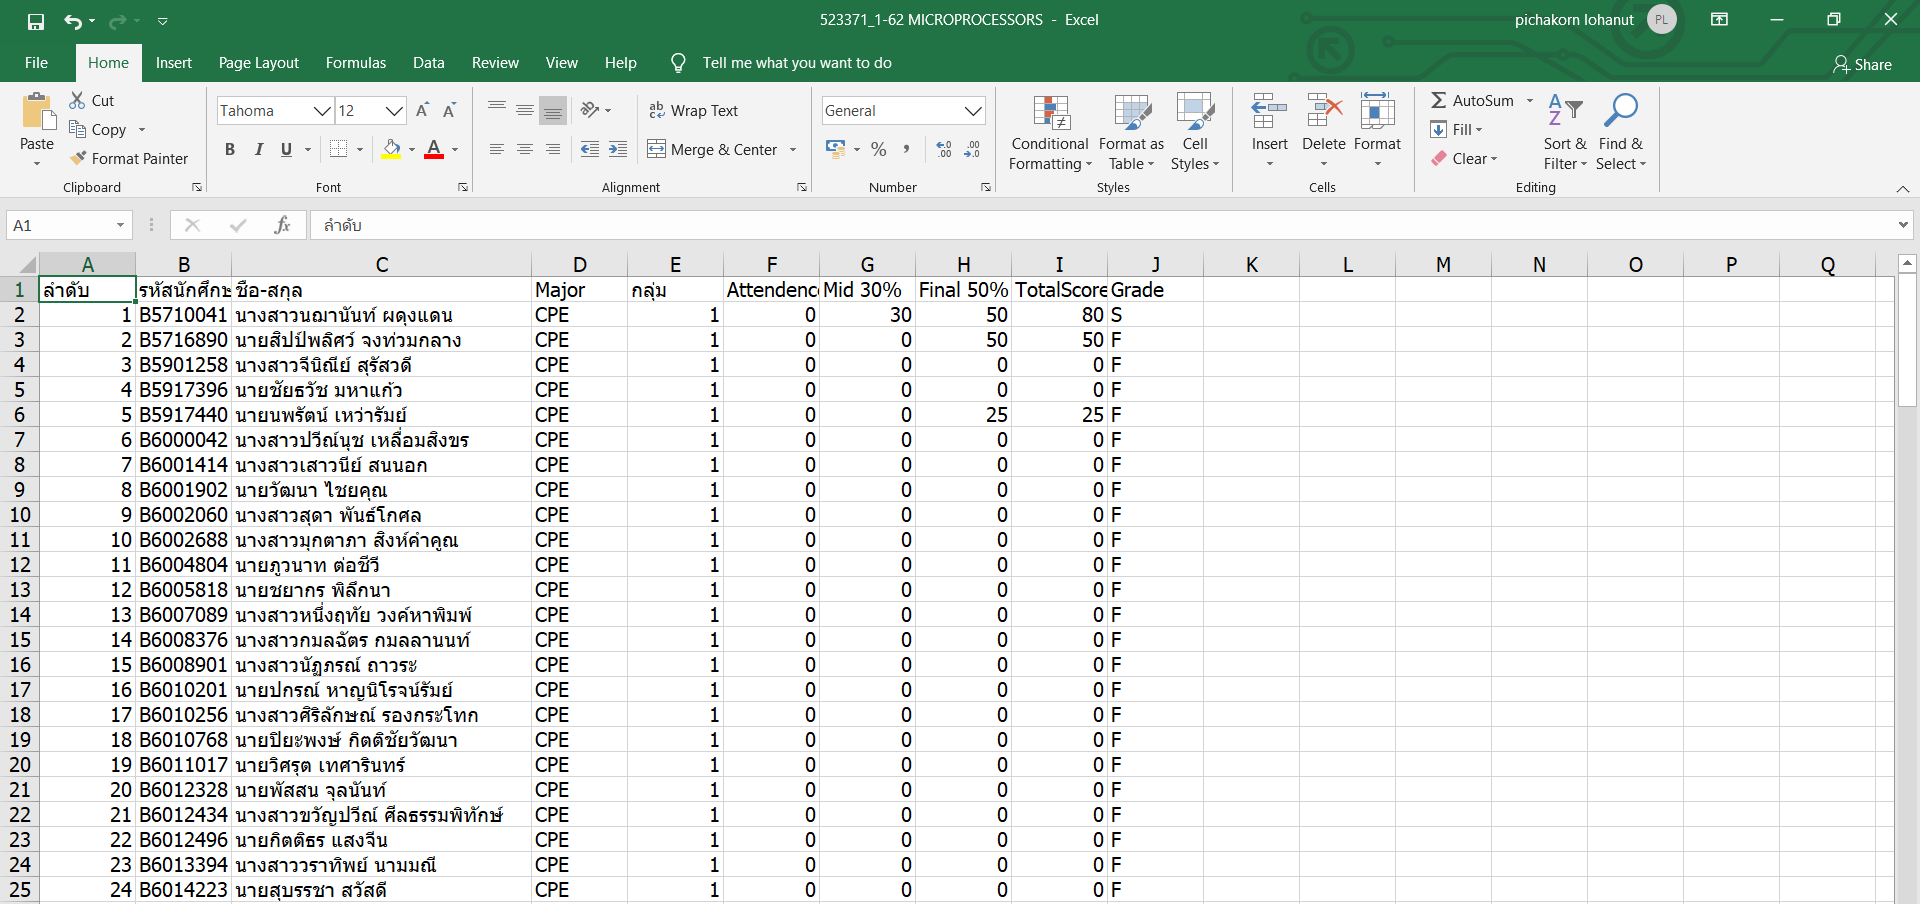 523371_1-62 MICROPROCESSORS - Excel
pichakorn lohanut PL
File Home Insert Page Layout Formulas Data Review View Help Tell me what you want to do Share
Paste Cut Copy Format Painter Clipboard
Tahoma 12 B I U A Font
ab Wrap Text Merge & Center Alignment
General % , Number
Conditional Formatting Format as Table Cell Styles Styles
Insert Delete Format Cells
AutoSum Fill Clear Sort & Filter Find & Select Editing
A1 fx ลำดับ
A B C D E F G H I J K L M N O P Q
1 ลำดับ รหัสนักศึกษ ชื่อ-สกุล Major กลุ่ม Attendenc Mid 30% Final 50% TotalScore Grade
2 1 B5710041 นางสาวนฌานันท์ ผดุงแดน CPE 1 0 30 50 80 S
3 2 B5716890 นายสิปป์พลิศว์ จงท่วมกลาง CPE 1 0 0 50 50 F
4 3 B5901258 นางสาวจีนิณีย์ สุรัสวดี CPE 1 0 0 0 0 F
5 4 B5917396 นายชัยธวัช มหาแก้ว CPE 1 0 0 0 0 F
6 5 B5917440 นายนพรัตน์ เหว่ารัมย์ CPE 1 0 0 25 25 F
7 6 B6000042 นางสาวปวีณ์นุช เหลื่อมสิงขร CPE 1 0 0 0 0 F
8 7 B6001414 นางสาวเสาวนีย์ สนนอก CPE 1 0 0 0 0 F
9 8 B6001902 นายวัฒนา ไชยคุณ CPE 1 0 0 0 0 F
10 9 B6002060 นางสาวสุดา พันธ์โกศล CPE 1 0 0 0 0 F
11 10 B6002688 นางสาวมุกตาภา สิงห์คำคูณ CPE 1 0 0 0 0 F
12 11 B6004804 นายภูวนาท ต่อชีวี CPE 1 0 0 0 0 F
13 12 B6005818 นายชยากร พิลึกนา CPE 1 0 0 0 0 F
14 13 B6007089 นางสาวหนึ่งฤทัย วงค์หาพิมพ์ CPE 1 0 0 0 0 F
15 14 B6008376 นางสาวกมลฉัตร กมลลานนท์ CPE 1 0 0 0 0 F
16 15 B6008901 นางสาวนัฏภรณ์ ถาวระ CPE 1 0 0 0 0 F
17 16 B6010201 นายปกรณ์ หาญนิโรจน์รัมย์ CPE 1 0 0 0 0 F
18 17 B6010256 นางสาวศิริลักษณ์ รองกระโทก CPE 1 0 0 0 0 F
19 18 B6010768 นายปิยะพงษ์ กิตติชัยวัฒนา CPE 1 0 0 0 0 F
20 19 B6011017 นายวิศรุต เทศารินทร์ CPE 1 0 0 0 0 F
21 20 B6012328 นายพัสสน จุลนันท์ CPE 1 0 0 0 0 F
22 21 B6012434 นางสาวขวัญปวีณ์ ศีลธรรมพิทักษ์ CPE 1 0 0 0 0 F
23 22 B6012496 นายกิตติธร แสงจีน CPE 1 0 0 0 0 F
24 23 B6013394 นางสาววราทิพย์ นามมณี CPE 1 0 0 0 0 F
25 24 B6014223 นายสุบรรชา สวัสดี CPE 1 0 0 0 0 F